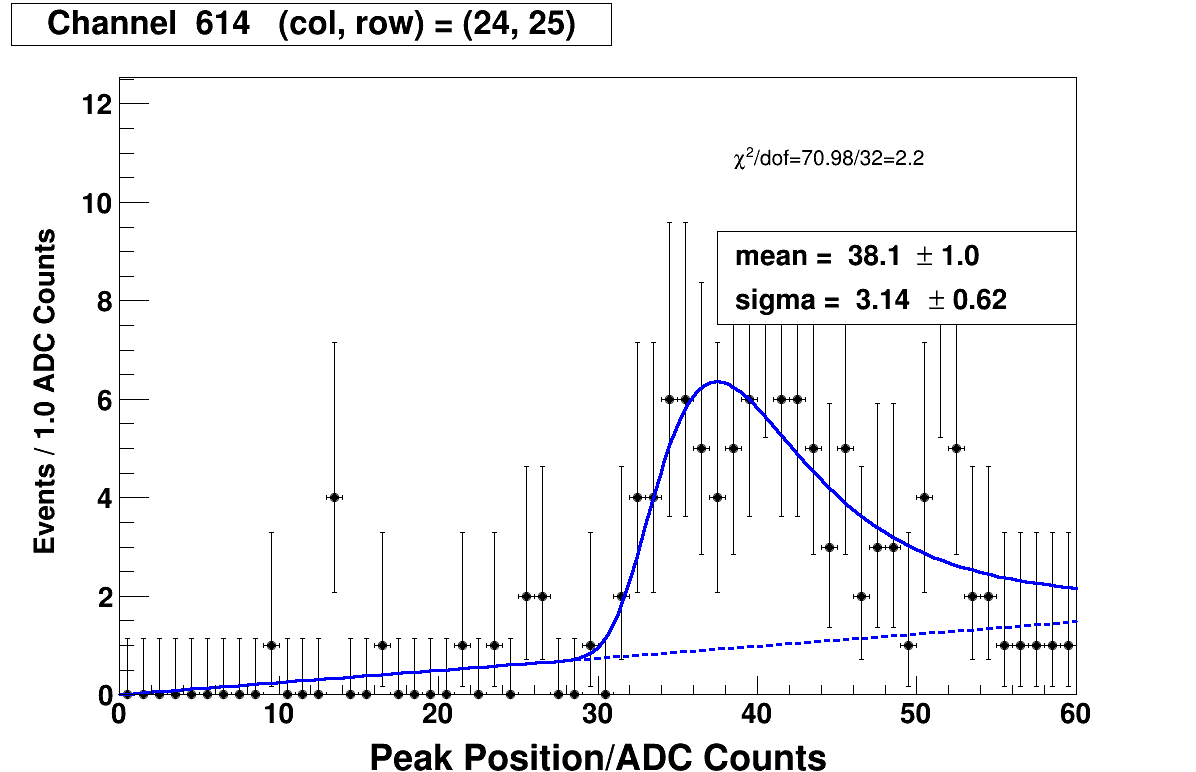 Channel 614 (col, row) = (24, 25)
12
10
8
6
4
2
0
Events / 1.0 ADC Counts
χ²/dof=70.98/32=2.2
mean = 38.1 ± 1.0
sigma = 3.14 ± 0.62
0 10 20 30 40 50 60
Peak Position/ADC Counts